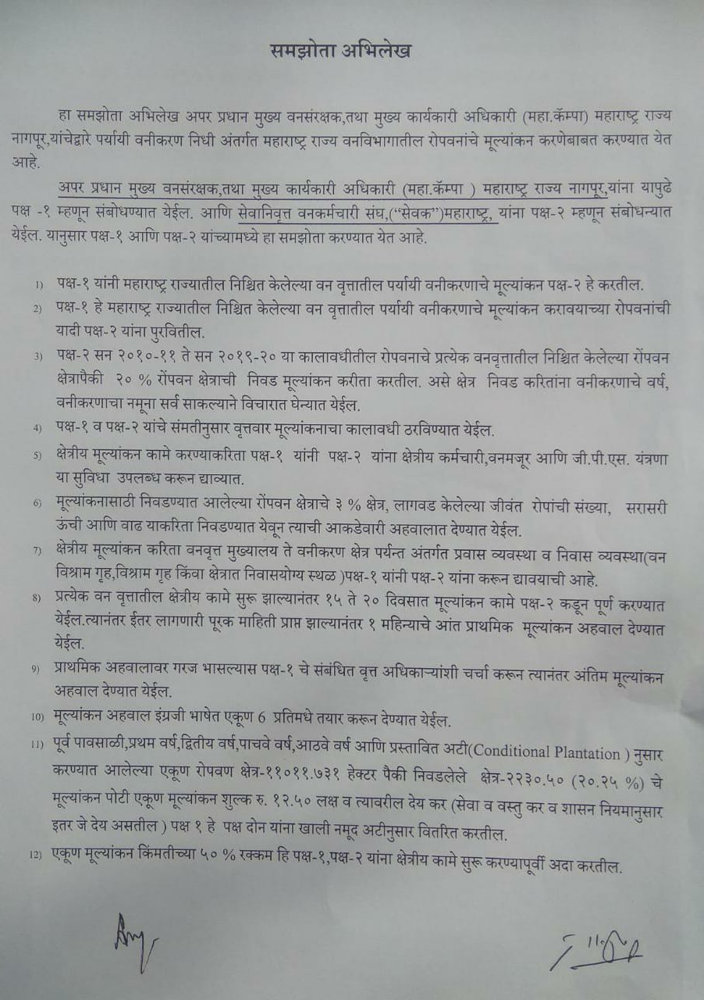 समझोता अभिलेख
हा समझोता अभिलेख अपर प्रधान मुख्य वनसंरक्षक,तथा मुख्य कार्यकारी अधिकारी (महा.कॅम्पा) महाराष्ट्र राज्य
नागपूर,यांचेद्वारे पर्यायी वनीकरण निधी अंतर्गत महाराष्ट्र राज्य वनविभागातील रोपवनांचे मूल्यांकन करणेबाबत करण्यात येत
आहे.
अपर प्रधान मुख्य वनसंरक्षक,तथा मुख्य कार्यकारी अधिकारी (महा.कॅम्पा ) महाराष्ट्र राज्य नागपूर,यांना यापुढे
पक्ष -१ म्हणून संबोधण्यात येईल. आणि सेवानिवृत्त वनकर्मचारी संघ,(“सेवक”)महाराष्ट्र, यांना पक्ष-२ म्हणून संबोधन्यात
येईल. यानुसार पक्ष-१ आणि पक्ष-२ यांच्यामध्ये हा समझोता करण्यात येत आहे.
1) पक्ष-१ यांनी महाराष्ट्र राज्यातील निश्चित केलेल्या वन वृत्तातील पर्यायी वनीकरणाचे मूल्यांकन पक्ष-२ हे करतील.
2) पक्ष-१ हे महाराष्ट्र राज्यातील निश्चित केलेल्या वन वृत्तातील पर्यायी वनीकरणाचे मूल्यांकन करावयाच्या रोपवनांची
यादी पक्ष-२ यांना पुरवितील.
3) पक्ष-२ सन २०१०-११ ते सन २०१९-२० या कालावधीतील रोपवनाचे प्रत्येक वनवृत्तातील निश्चित केलेल्या रोंपवन
क्षेत्रापैकी २० % रोंपवन क्षेत्राची निवड मूल्यांकन करीता करतील. असे क्षेत्र निवड करितांना वनीकरणाचे वर्ष,
वनीकरणाचा नमूना सर्व साकल्याने विचारात घेन्यात येईल.
4) पक्ष-१ व पक्ष-२ यांचे संमतीनुसार वृत्तवार मूल्यांकनाचा कालावधी ठरविण्यात येईल.
5) क्षेत्रीय मूल्यांकन कामे करण्याकरिता पक्ष-१ यांनी पक्ष-२ यांना क्षेत्रीय कर्मचारी,वनमजूर आणि जी.पी.एस. यंत्रणा
या सुविधा उपलब्ध करून द्याव्यात.
6) मूल्यांकनासाठी निवडण्यात आलेल्या रोंपवन क्षेत्राचे ३ % क्षेत्र, लागवड केलेल्या जीवंत रोपांची संख्या, सरासरी
ऊंची आणि वाढ याकरिता निवडण्यात येवून त्याची आकडेवारी अहवालात देण्यात येईल.
7) क्षेत्रीय मूल्यांकन करिता वनवृत्त मुख्यालय ते वनीकरण क्षेत्र पर्यन्त अंतर्गत प्रवास व्यवस्था व निवास व्यवस्था(वन
विश्राम गृह,विश्राम गृह किंवा क्षेत्रात निवासयोग्य स्थळ )पक्ष-१ यांनी पक्ष-२ यांना करून द्यावयाची आहे.
8) प्रत्येक वन वृत्तातील क्षेत्रीय कामे सुरू झाल्यानंतर १५ ते २० दिवसात मूल्यांकन कामे पक्ष-२ कडून पूर्ण करण्यात
येईल.त्यानंतर ईतर लागणारी पूरक माहिती प्राप्त झाल्यानंतर १ महिन्याचे आंत प्राथमिक मूल्यांकन अहवाल देण्यात
येईल.
9) प्राथमिक अहवालावर गरज भासल्यास पक्ष-१ चे संबंधित वृत्त अधिकाऱ्यांशी चर्चा करून त्यानंतर अंतिम मूल्यांकन
अहवाल देण्यात येईल.
10) मूल्यांकन अहवाल इंग्रजी भाषेत एकूण 6 प्रतिमधे तयार करून देण्यात येईल.
11) पूर्व पावसाळी,प्रथम वर्ष,द्वितीय वर्ष,पाचवे वर्ष,आठवे वर्ष आणि प्रस्तावित अटी(Conditional Plantation ) नुसार
करण्यात आलेल्या एकूण रोपवण क्षेत्र-११०११.७३१ हेक्टर पैकी निवडलेले क्षेत्र-२२३०.५० (२०.२५ %) चे
मूल्यांकन पोटी एकूण मूल्यांकन शुल्क रु. १२.५० लक्ष व त्यावरील देय कर (सेवा व वस्तु कर व शासन नियमानुसार
इतर जे देय असतील ) पक्ष १ हे पक्ष दोन यांना खाली नमूद अटीनुसार वितरित करतील.
12) एकूण मूल्यांकन किंमतीच्या ५० % रक्कम हि पक्ष-१,पक्ष-२ यांना क्षेत्रीय कामे सुरू करण्यापूर्वी अदा करतील.